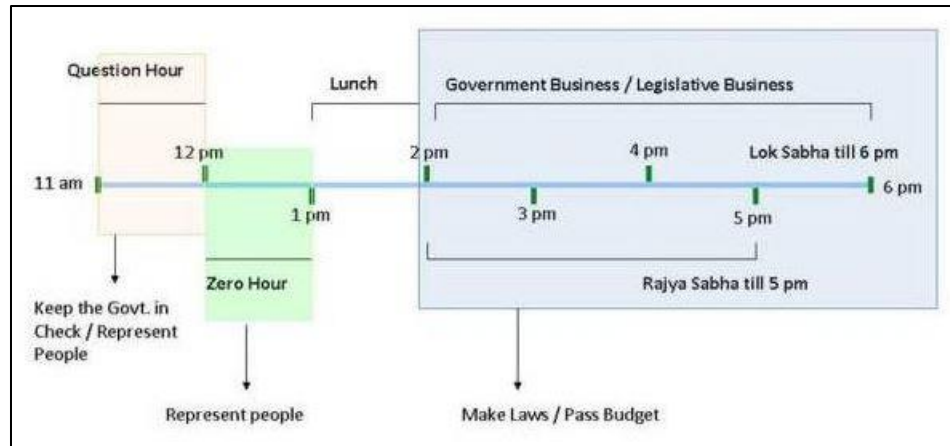 Question Hour
Lunch
Government Business / Legislative Business
12 pm
2 pm
4 pm
Lok Sabha till 6 pm
11 am
6 pm
1 pm
3 pm
5 pm
Zero Hour
Rajya Sabha till 5 pm
Keep the Govt. in
Check / Represent
People
Represent people
Make Laws / Pass Budget